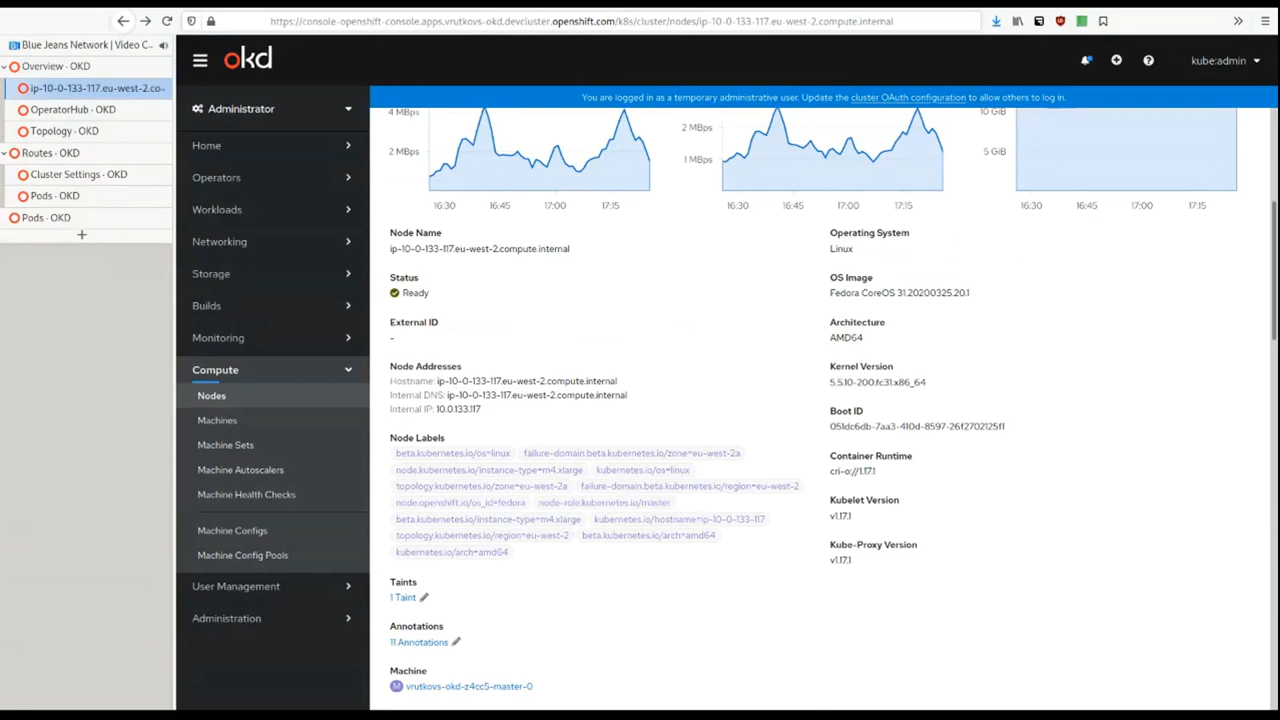 https://console-openshift-console.apps.vrutkovs-okd.devcluster.openshift.com/k8s/cluster/nodes/ip-10-0-133-117.eu-west-2.compute.internal
Blue Jeans Network | Video C..
Overview · OKD
ip-10-0-133-117.eu-west-2.co..
OperatorHub · OKD
Topology · OKD
Routes · OKD
Cluster Settings · OKD
Pods · OKD
Pods · OKD
okd
kube:admin
You are logged in as a temporary administrative user. Update the cluster OAuth configuration to allow others to log in.
Administrator
Home
Operators
Workloads
Networking
Storage
Builds
Monitoring
Compute
Nodes
Machines
Machine Sets
Machine Autoscalers
Machine Health Checks
Machine Configs
Machine Config Pools
User Management
Administration
4 MBps
2 MBps
16:30 16:45 17:00 17:15
2 MBps
1 MBps
16:30 16:45 17:00 17:15
10 GiB
5 GiB
16:30 16:45 17:00 17:15
Node Name
ip-10-0-133-117.eu-west-2.compute.internal
Status
Ready
External ID
-
Node Addresses
Hostname: ip-10-0-133-117.eu-west-2.compute.internal
Internal DNS: ip-10-0-133-117.eu-west-2.compute.internal
Internal IP: 10.0.133.117
Node Labels
beta.kubernetes.io/os=linux failure-domain.beta.kubernetes.io/zone=eu-west-2a
node.kubernetes.io/instance-type=m4.xlarge kubernetes.io/os=linux
topology.kubernetes.io/zone=eu-west-2a failure-domain.beta.kubernetes.io/region=eu-west-2
node.openshift.io/os_id=fedora node-role.kubernetes.io/master
beta.kubernetes.io/instance-type=m4.xlarge kubernetes.io/hostname=ip-10-0-133-117
topology.kubernetes.io/region=eu-west-2 beta.kubernetes.io/arch=amd64
kubernetes.io/arch=amd64
Taints
1 Taint
Annotations
11 Annotations
Machine
M vrutkovs-okd-z4cc5-master-0
Operating System
Linux
OS Image
Fedora CoreOS 31.20200325.20.1
Architecture
AMD64
Kernel Version
5.5.10-200.fc31.x86_64
Boot ID
051dc6db-7aa3-410d-8597-26f2702125f1
Container Runtime
cri-o://1.17.1
Kubelet Version
v1.17.1
Kube-Proxy Version
v1.17.1